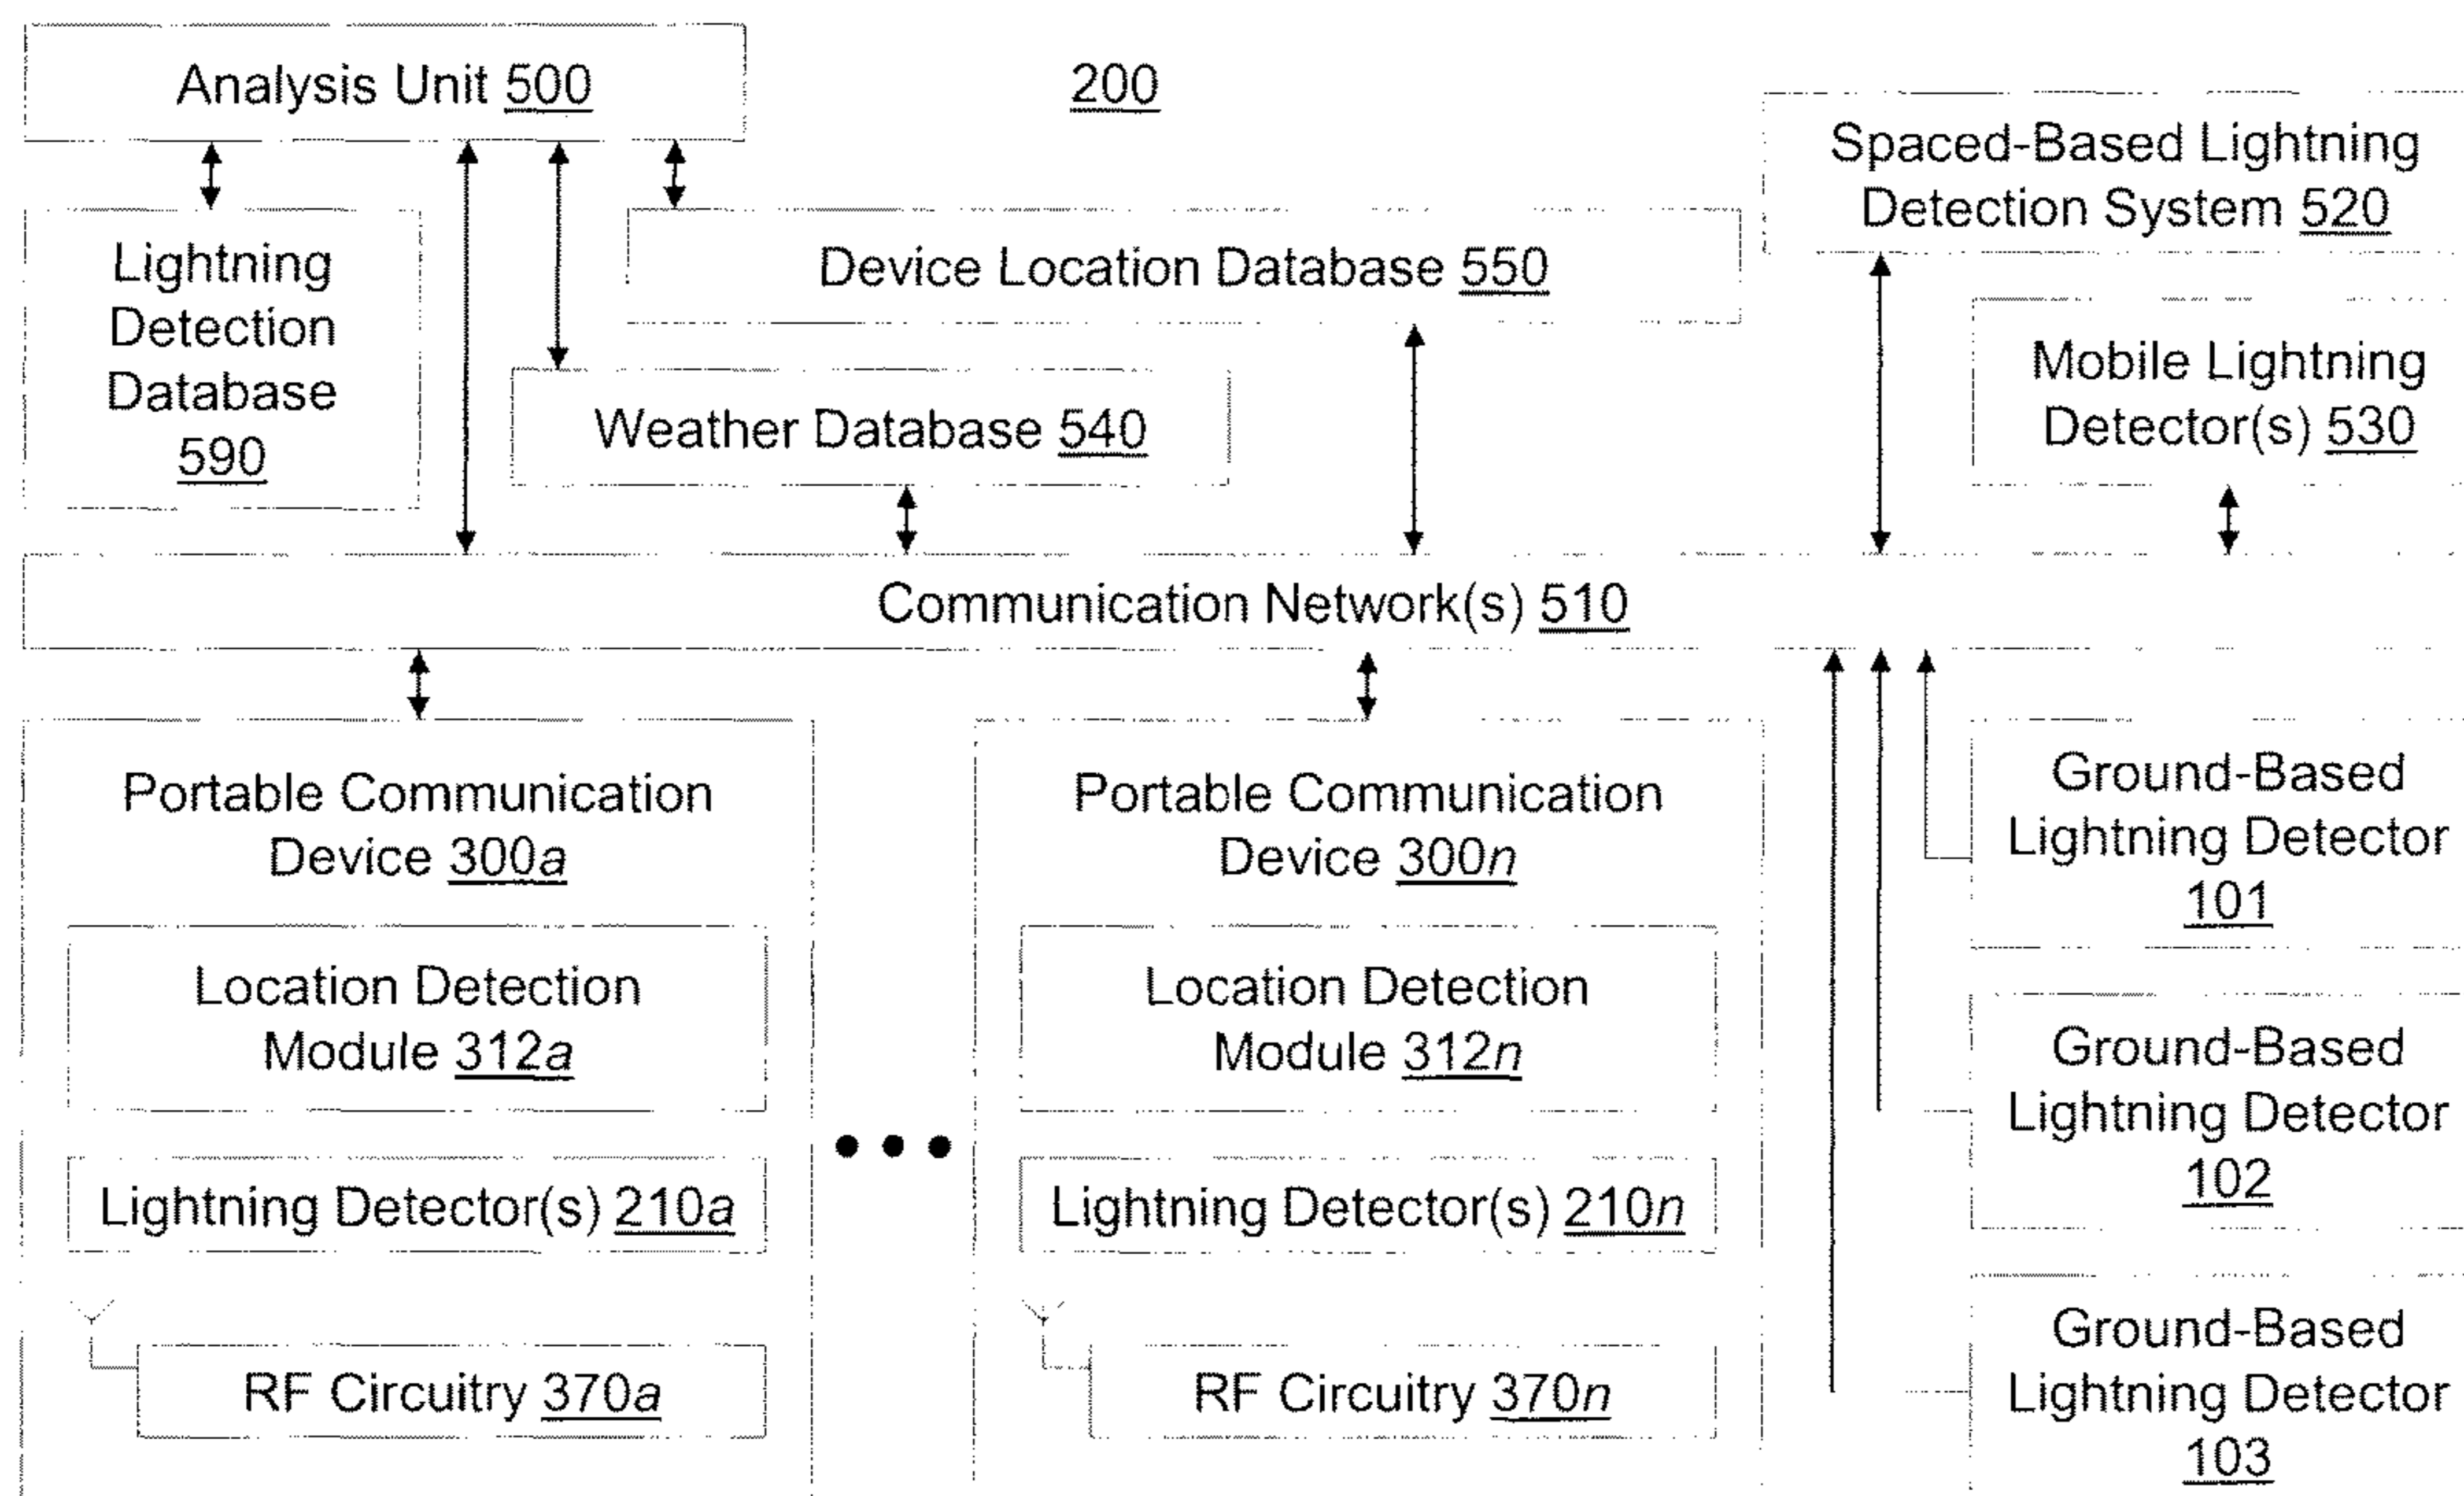 Analysis Unit 500
200
Spaced-Based Lightning
Detection System 520
Lightning
Detection
Database
590
Device Location Database 550
Weather Database 540
Mobile Lightning
Detector(s) 530
Communication Network(s) 510
Portable Communication
Device 300a
Location Detection
Module 312a
Lightning Detector(s) 210a
RF Circuitry 370a
Portable Communication
Device 300n
Location Detection
Module 312n
Lightning Detector(s) 210n
RF Circuitry 370n
Ground-Based
Lightning Detector
101
Ground-Based
Lightning Detector
102
Ground-Based
Lightning Detector
103